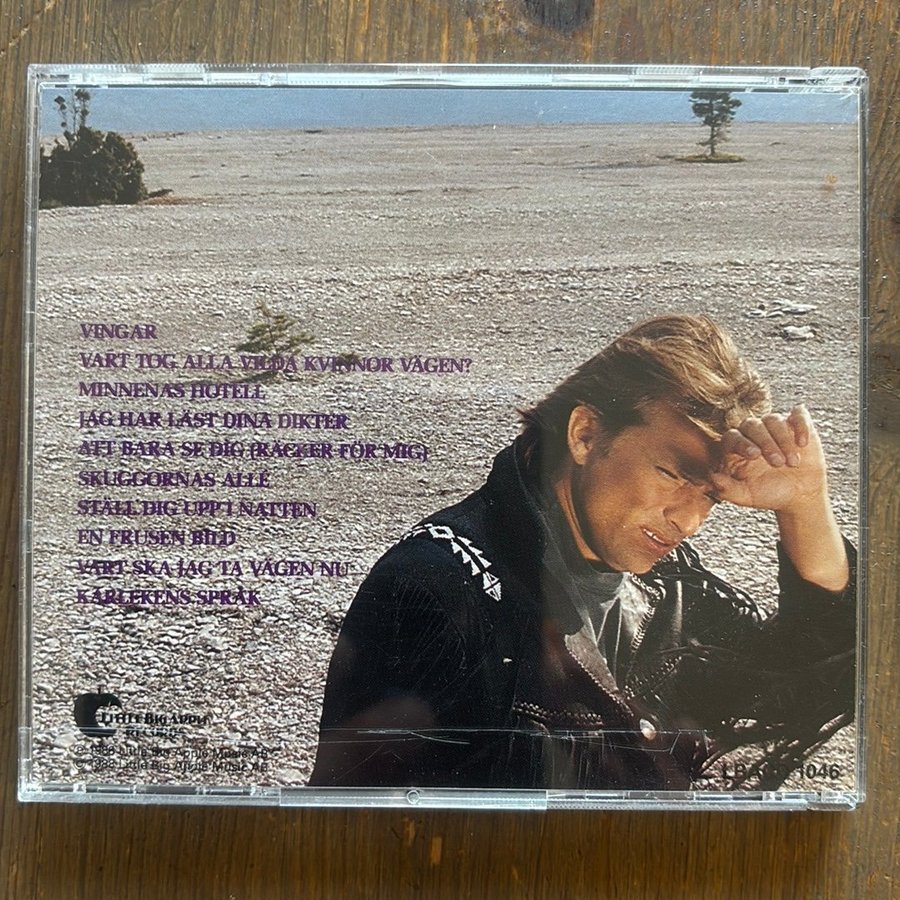 VINGAR
VART TOG ALLA VILDA KVINNOR VÄGEN?
MINNENAS HOTELL
JAG HAR LÄST DINA DIKTER
ATT BARA SE DIG (RÄCKER FÖR MIG)
SKUGGORNAS ALLÉ
STÄLL DIG UPP I NATTEN
EN FRUSEN BILD
VART SKA JAG TA VÄGEN NU
KÄRLEKENS SPRÅK
LITTLE BIG APPLE
RECORDS
Little Big Apple Music AB
Little Big Apple Music AB
1046